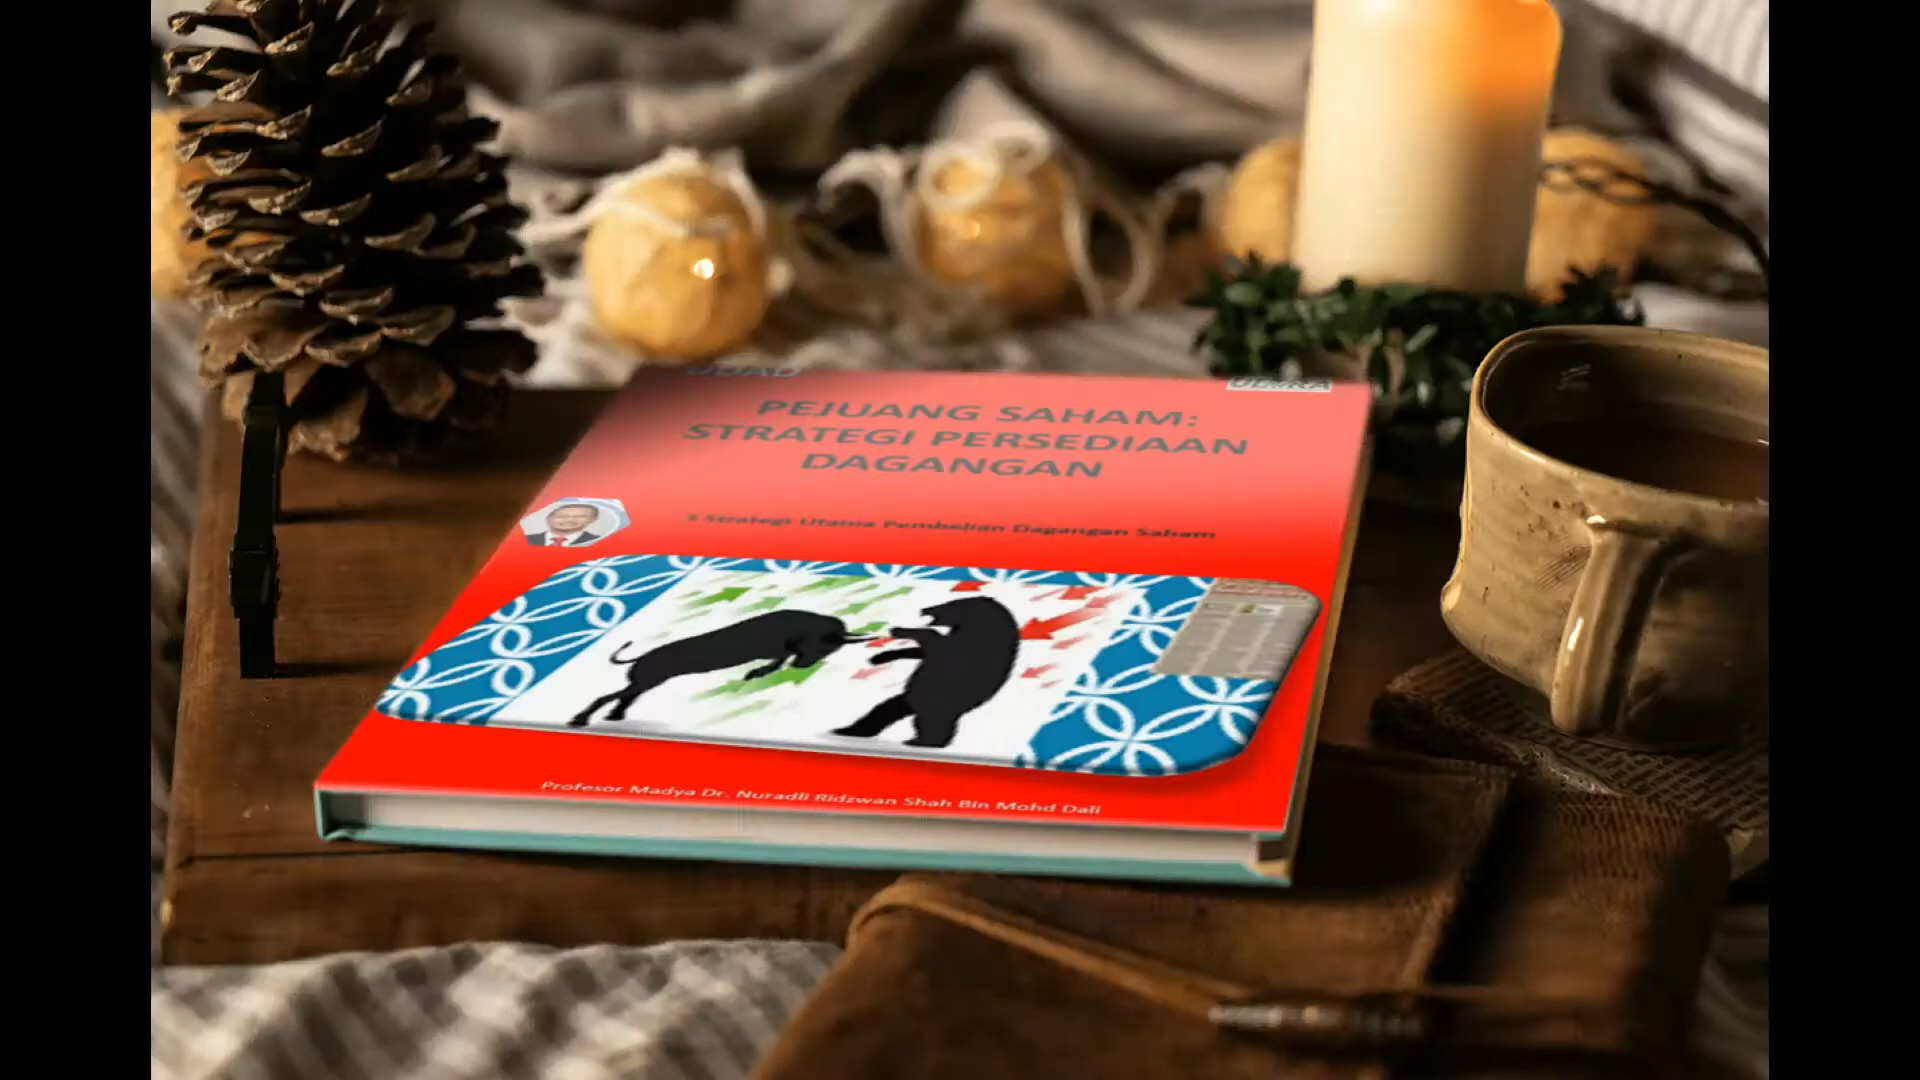 PEJUANG SAHAM:
STRATEGI PERSEDIAAN
DAGANGAN
5 Strategi Utama Pembelian Dagangan Saham
Profesor Madya Dr. Nuradli Ridzwan Shah Bin Mohd Dali